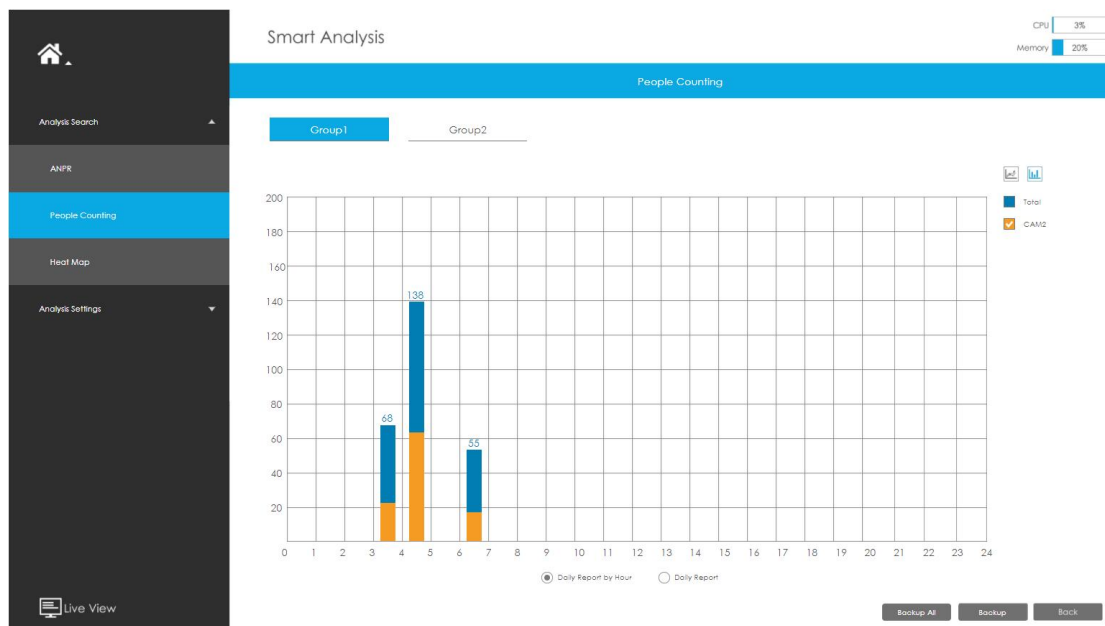 Smart Analysis
CPU 3%
Memory 20%
People Counting
Analysis Search
ANPR
People Counting
Heat Map
Analysis Settings
Live View
Group1 Group2
Total
CAM2
200
180
160
140
120
100
80
60
40
20
68
138
55
0 1 2 3 4 5 6 7 8 9 10 11 12 13 14 15 16 17 18 19 20 21 22 23 24
Daily Report by Hour Daily Report
Backup All Backup Back